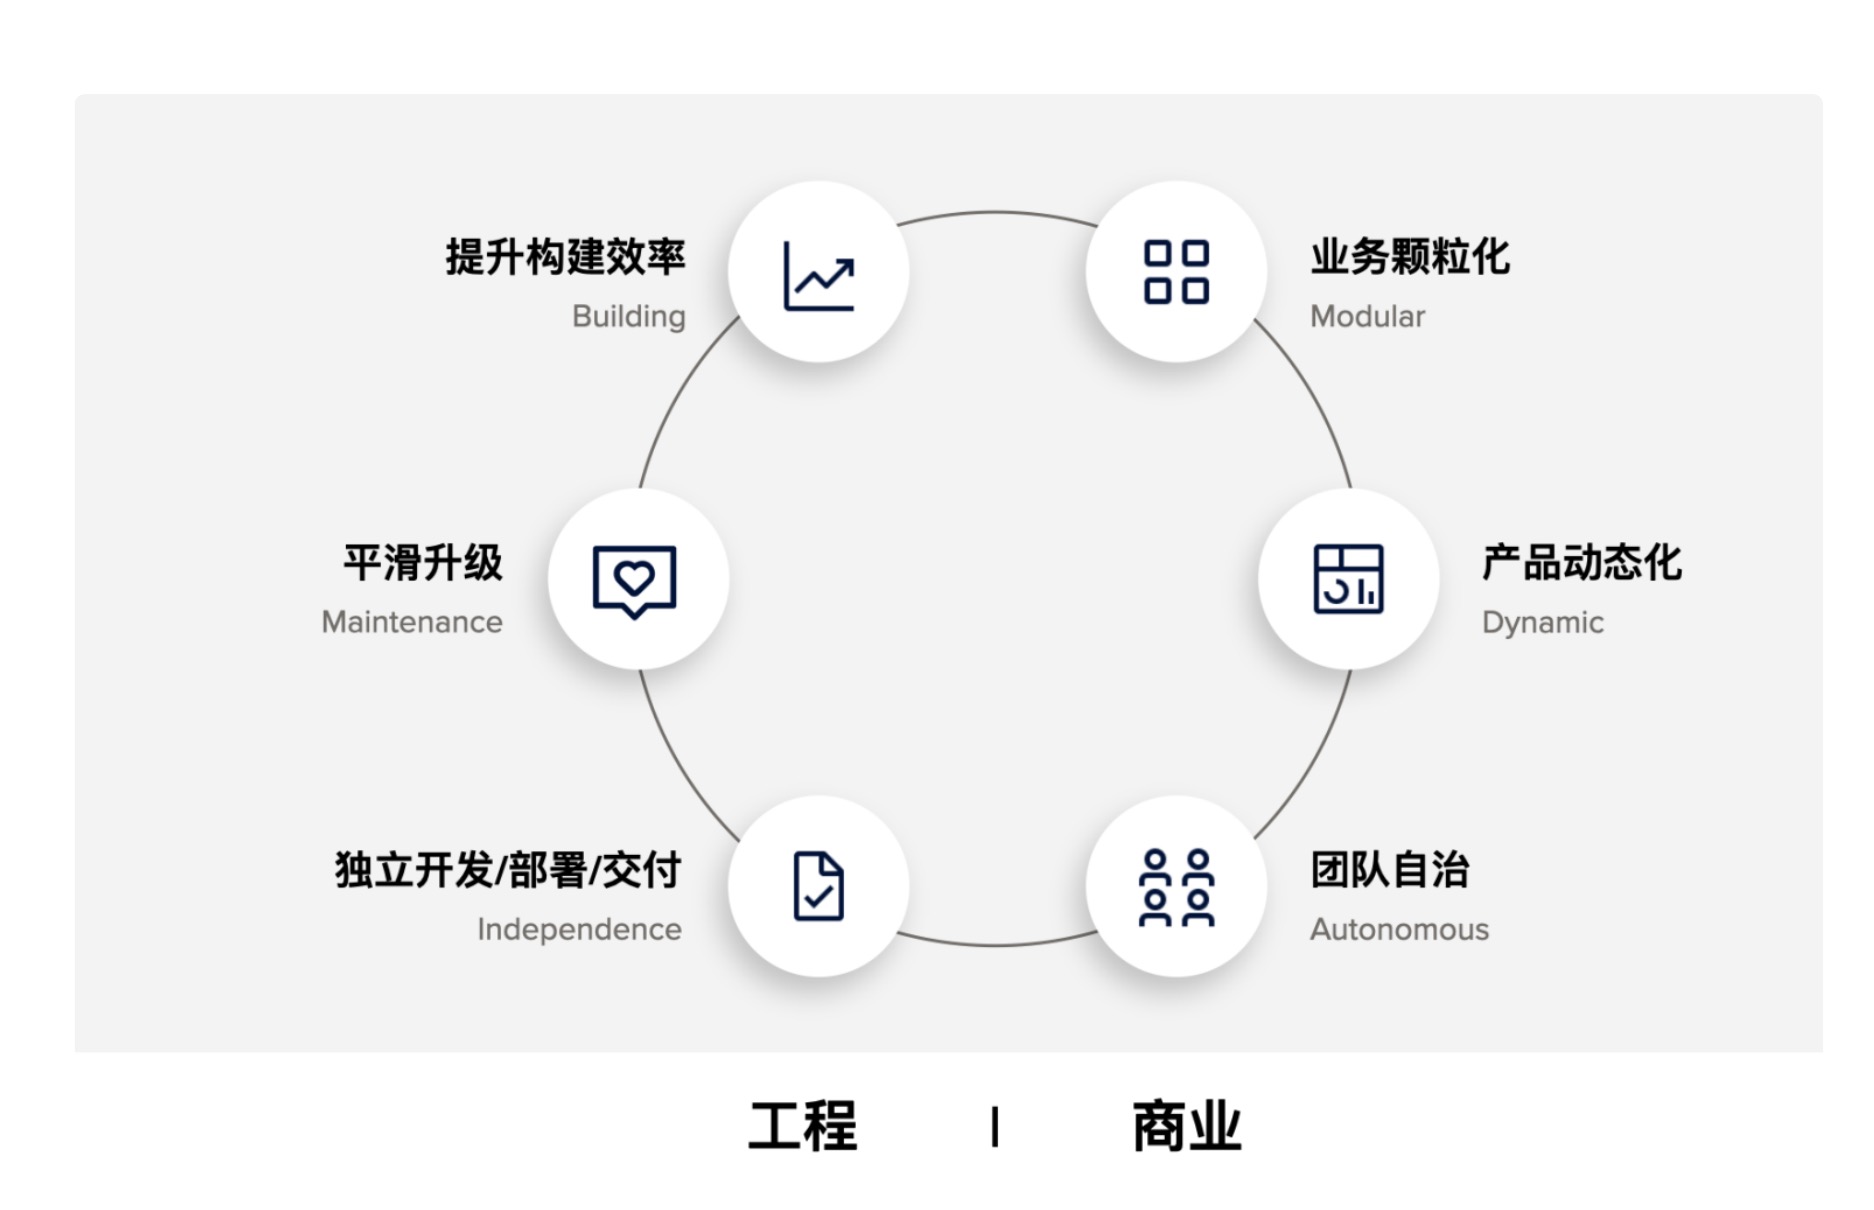 提升构建效率
Building
业务颗粒化
Modular
平滑升级
Maintenance
产品动态化
Dynamic
独立开发/部署/交付
Independence
团队自治
Autonomous
工程 | 商业